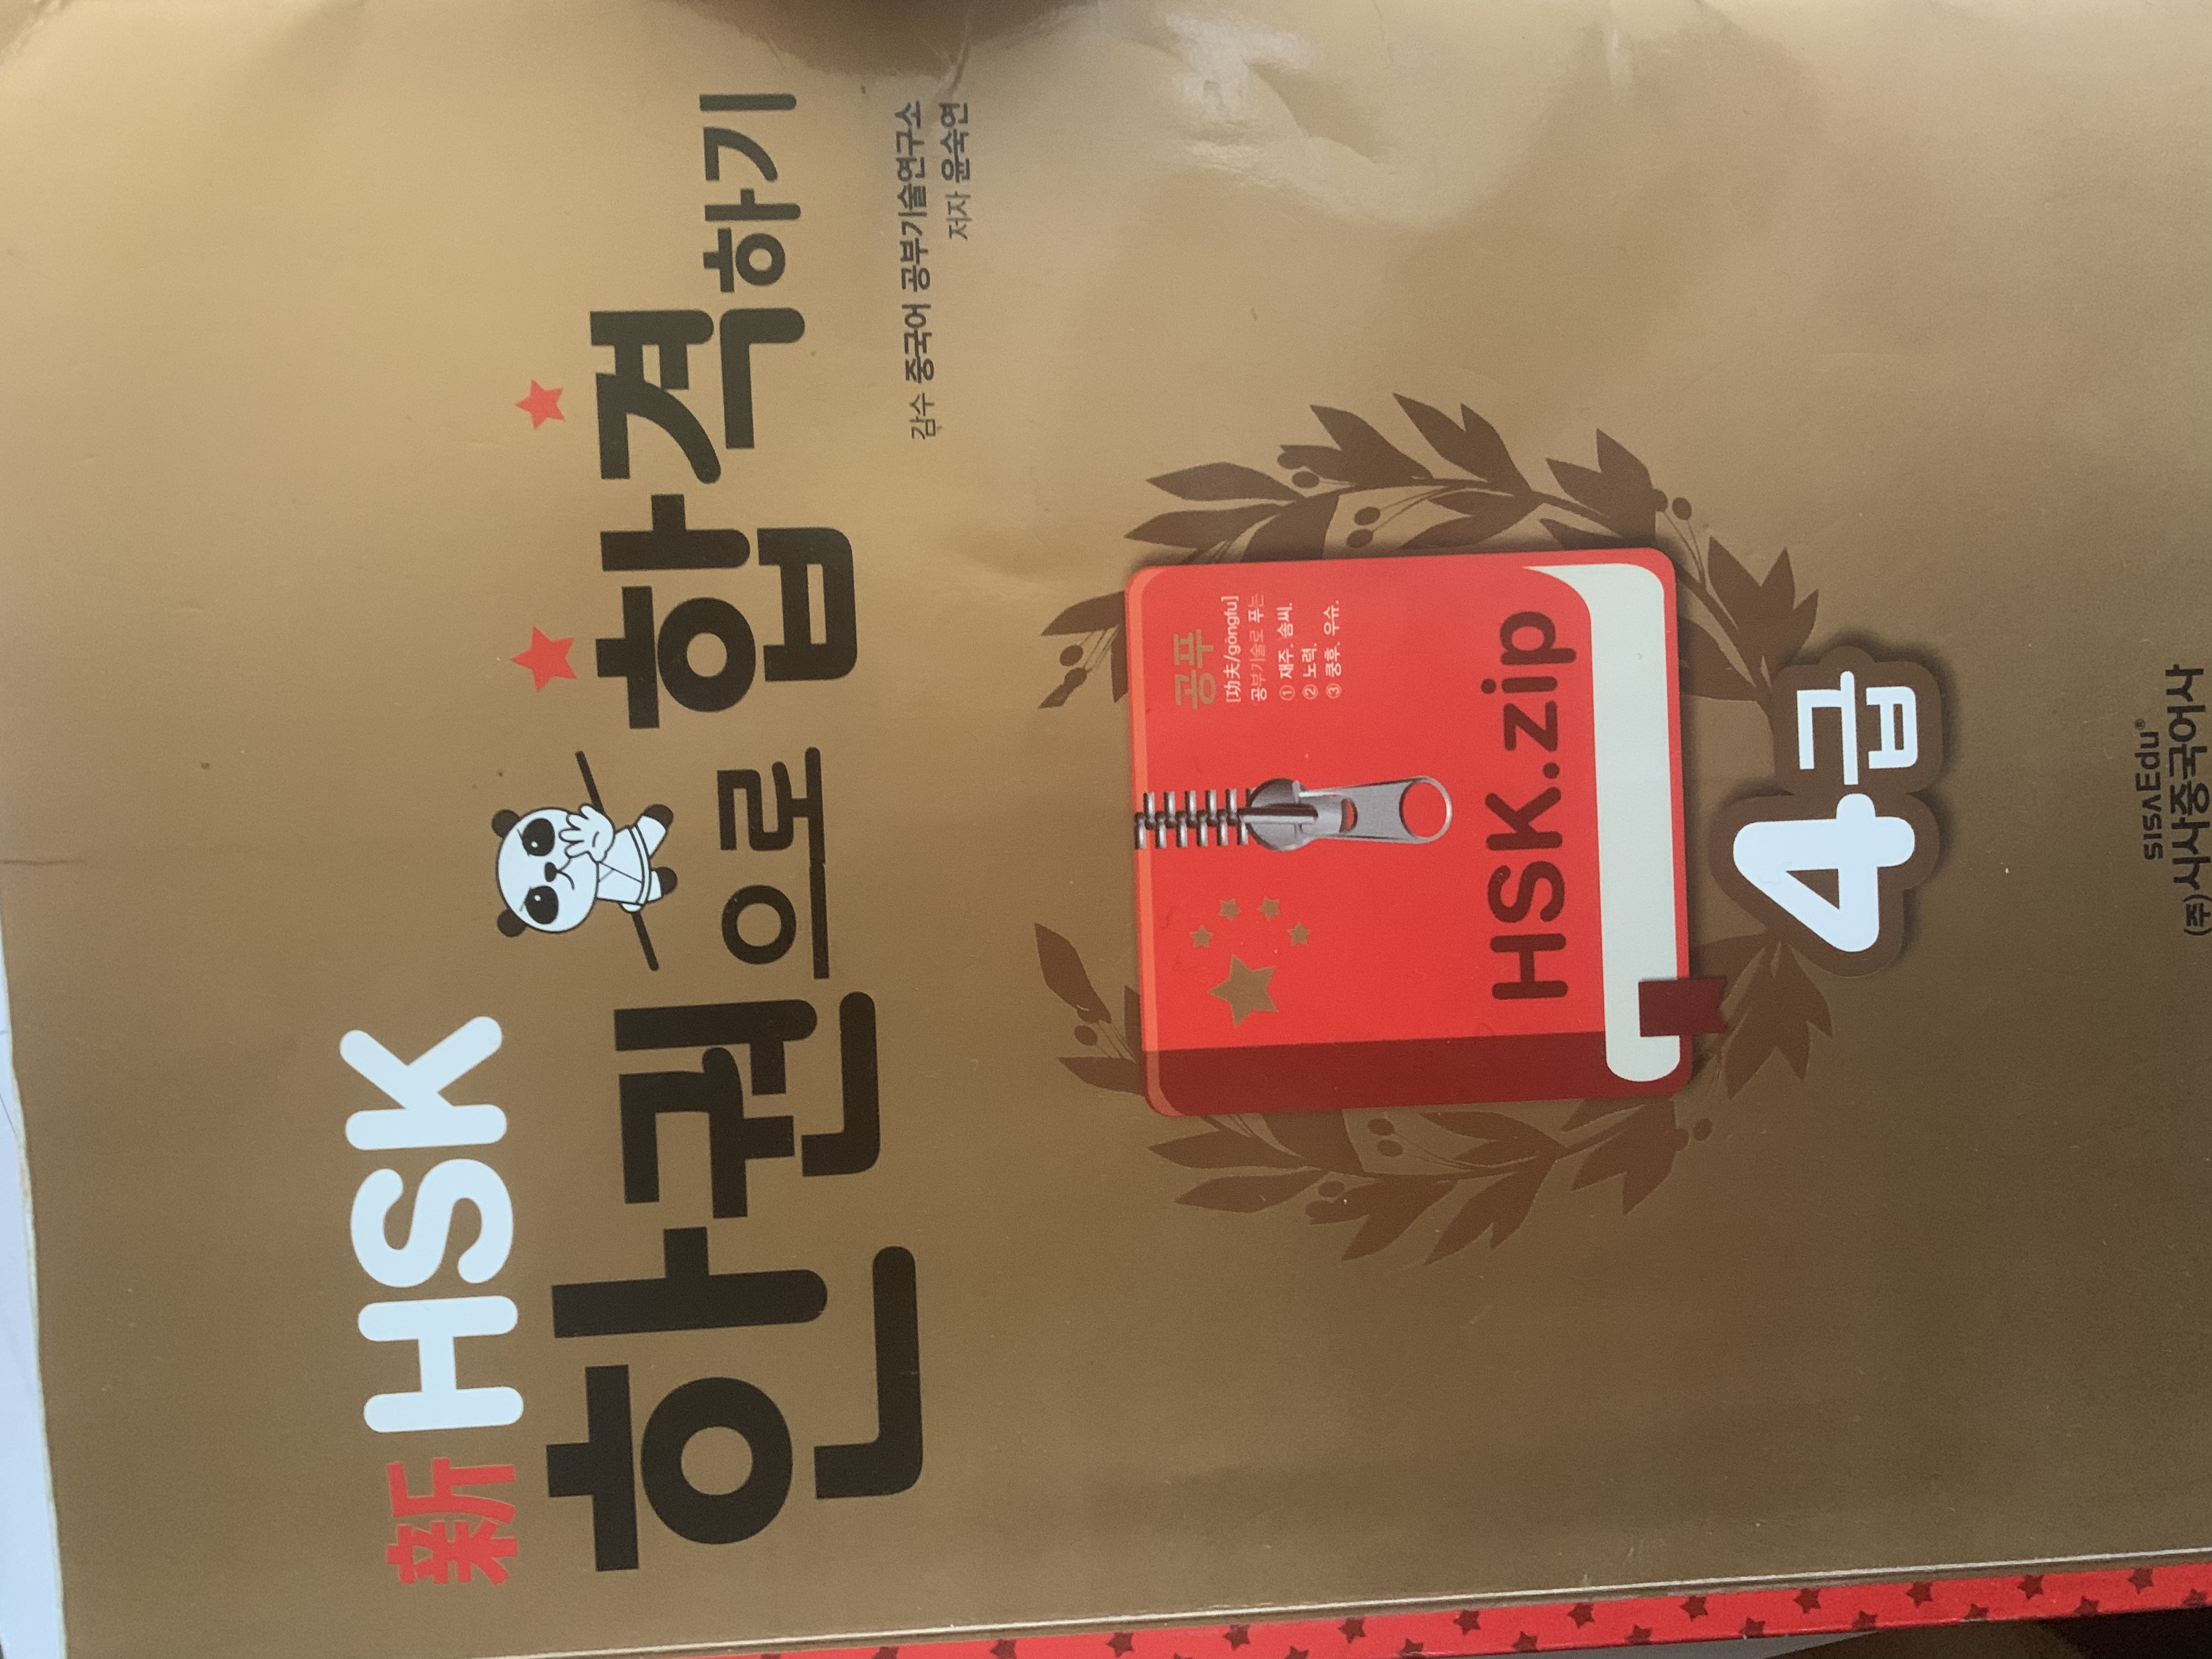 新 HSK
한권으로 합격하기
감수 중국어 공부기술연구소
저자 윤숙연
공푸
[功夫/gōngfu]
공부기술로 푸는
① 재주. 솜씨.
② 노력.
③ 쿵후. 우슈.
HSK.zip
4급
SISAEdu®
(주)시사중국어사